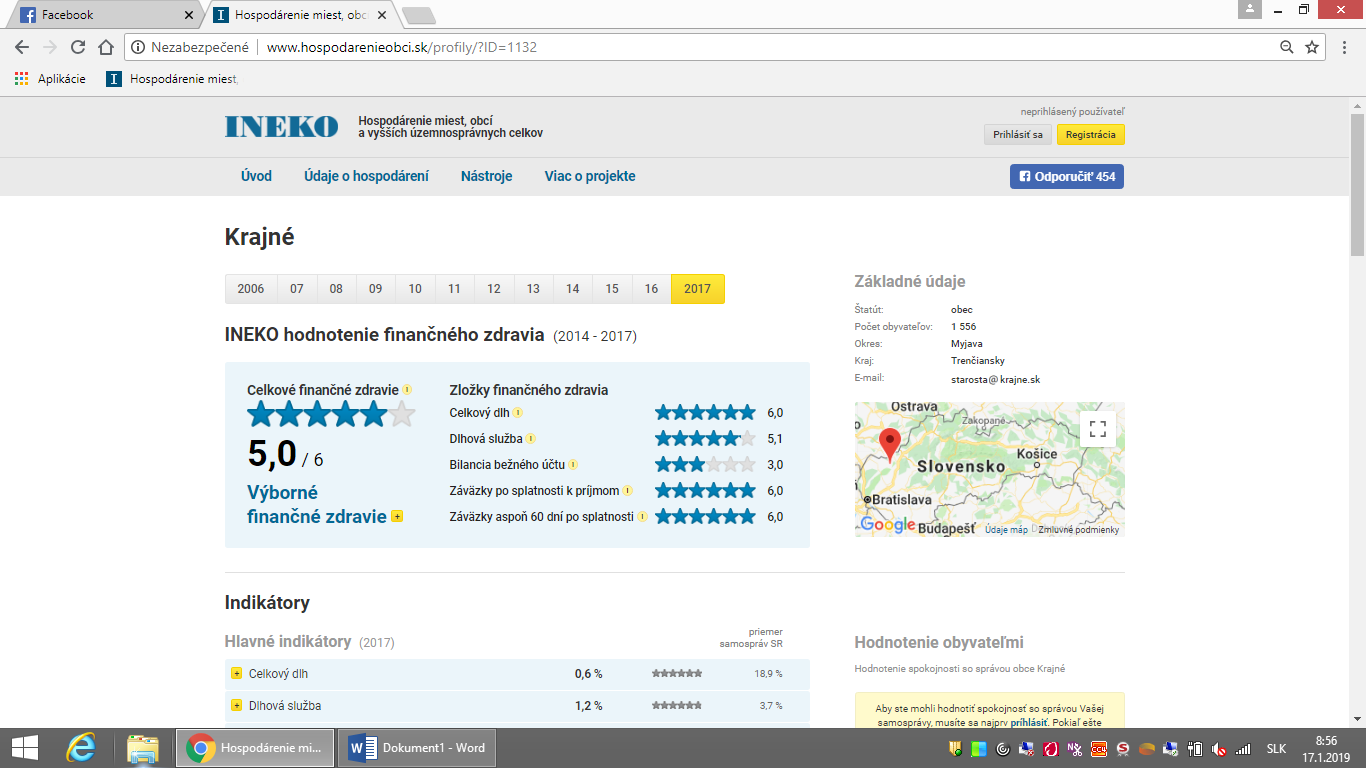 Facebook
Hospodárenie miest, obc
Nezabezpečené
www.hospodarenieobci.sk/profily/?ID=1132
Aplikácie
Hospodárenie miest,
INEKO
Hospodárenie miest, obcí
a vyšších územnosprávnych celkov
neprihlásený používateľ
Prihlásiť sa
Registrácia
Úvod
Údaje o hospodárení
Nástroje
Viac o projekte
Odporučiť 454
Krajné
2006 07 08 09 10 11 12 13 14 15 16 2017
INEKO hodnotenie finančného zdravia (2014 - 2017)
Celkové finančné zdravie
5,0 / 6
Výborné
finančné zdravie
Zložky finančného zdravia
Celkový dlh 6,0
Dlhová služba 5,1
Bilancia bežného účtu 3,0
Záväzky po splatnosti k príjmom 6,0
Záväzky aspoň 60 dní po splatnosti 6,0
Základné údaje
Štatút: obec
Počet obyvateľov: 1 556
Okres: Myjava
Kraj: Trenčiansky
E-mail: starosta@krajne.sk
Ostrava
Zakopane
Košice
Slovensko
Bratislava
Google
Budapešť
Údaje máp
Zmluvné podmienky
Indikátory
Hlavné indikátory (2017)
priemer
samospráv SR
Celkový dlh 0,6 % 18,9 %
Dlhová služba 1,2 % 3,7 %
Hodnotenie obyvateľmi
Hodnotenie spokojnosti so správou obce Krajné
Aby ste mohli hodnotiť spokojnosť so správou Vašej
samosprávy, musíte sa najprv prihlásiť. Pokiaľ ešte
Hospodárenie mi...
Dokument1 - Word
SLK
8:56
17.1.2019